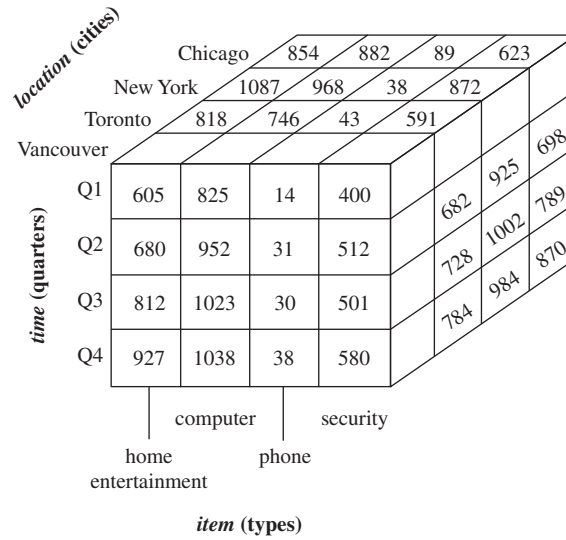 location (cities)
Chicago 854 882 89 623
New York 1087 968 38 872
Toronto 818 746 43 591
Vancouver
time (quarters)
Q1 605 825 14 400
682 925 698
Q2 680 952 31 512
728 1002 789
Q3 812 1023 30 501
784 984 870
Q4 927 1038 38 580
computer security
home phone
entertainment
item (types)